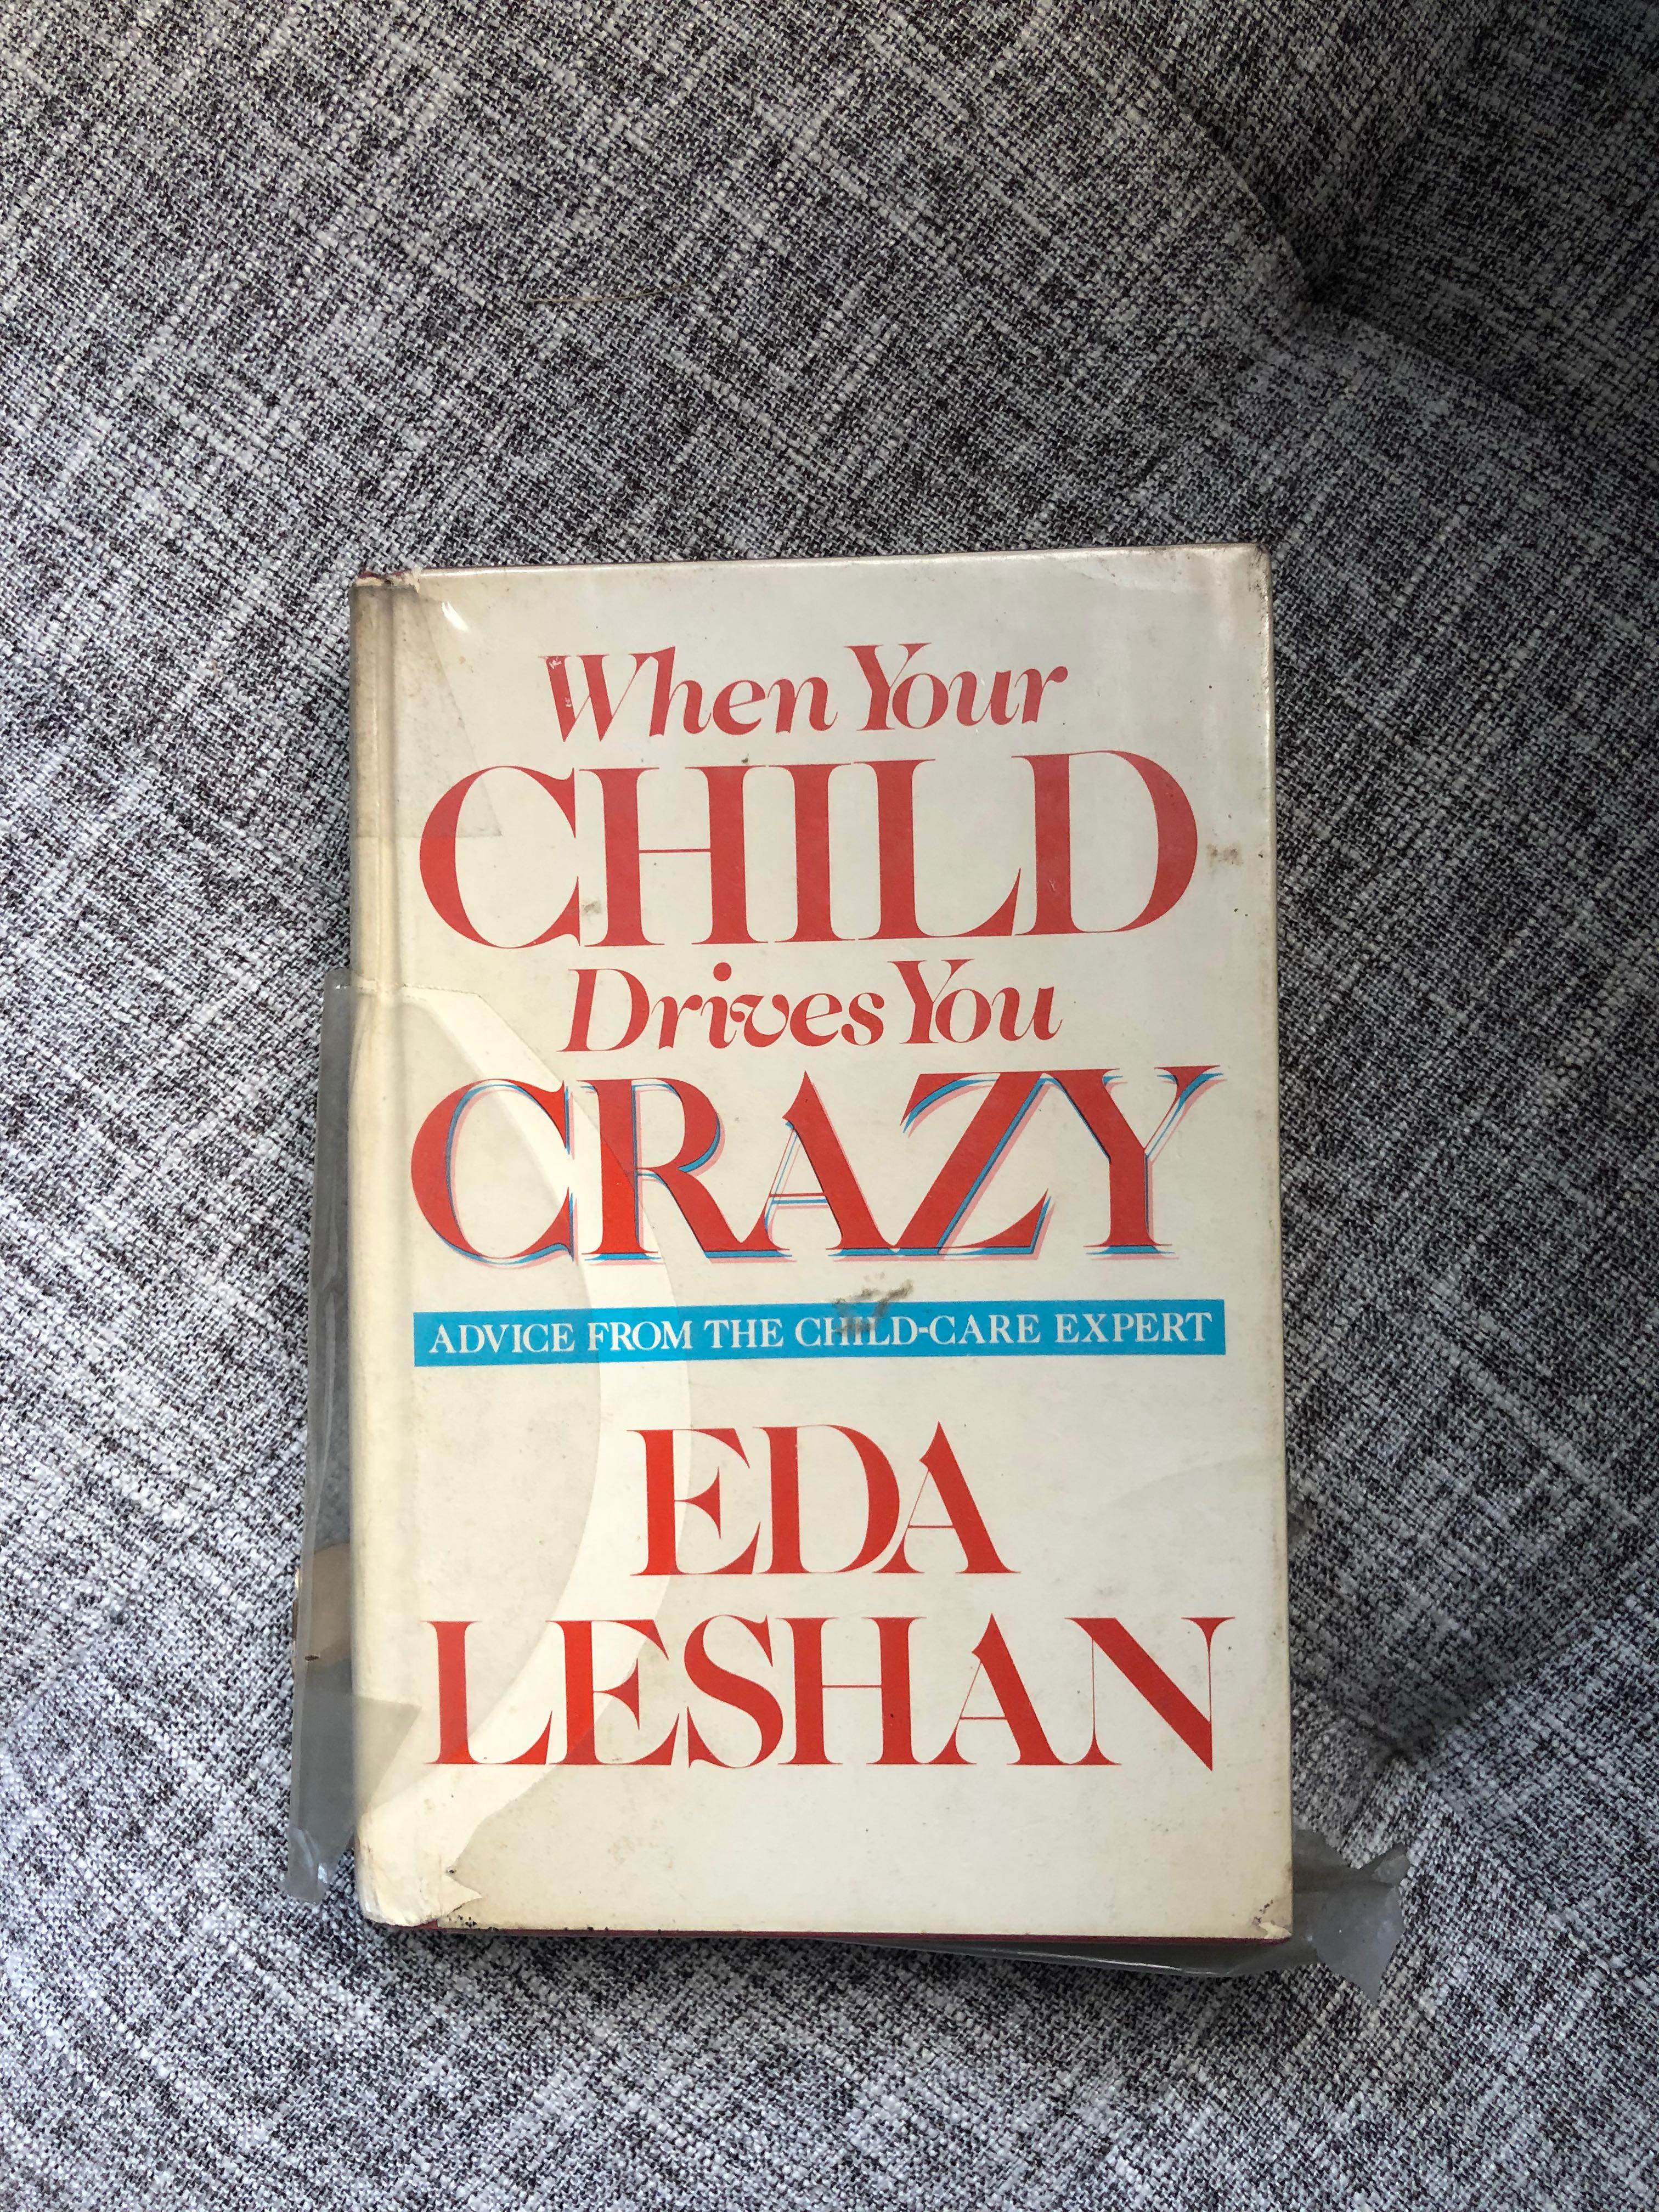 When Your
CHILD
Drives You
CRAZY
ADVICE FROM THE CHILD-CARE EXPERT
EDA
LESHAN